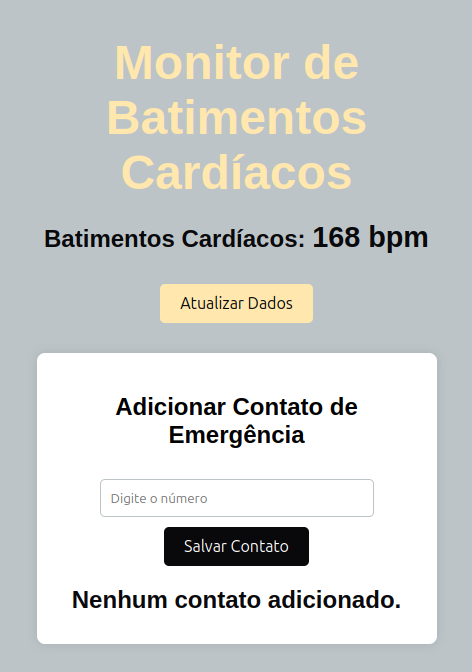 Monitor de
Batimentos
Cardíacos
Batimentos Cardíacos: 168 bpm
Atualizar Dados
Adicionar Contato de
Emergência
Digite o número
Salvar Contato
Nenhum contato adicionado.